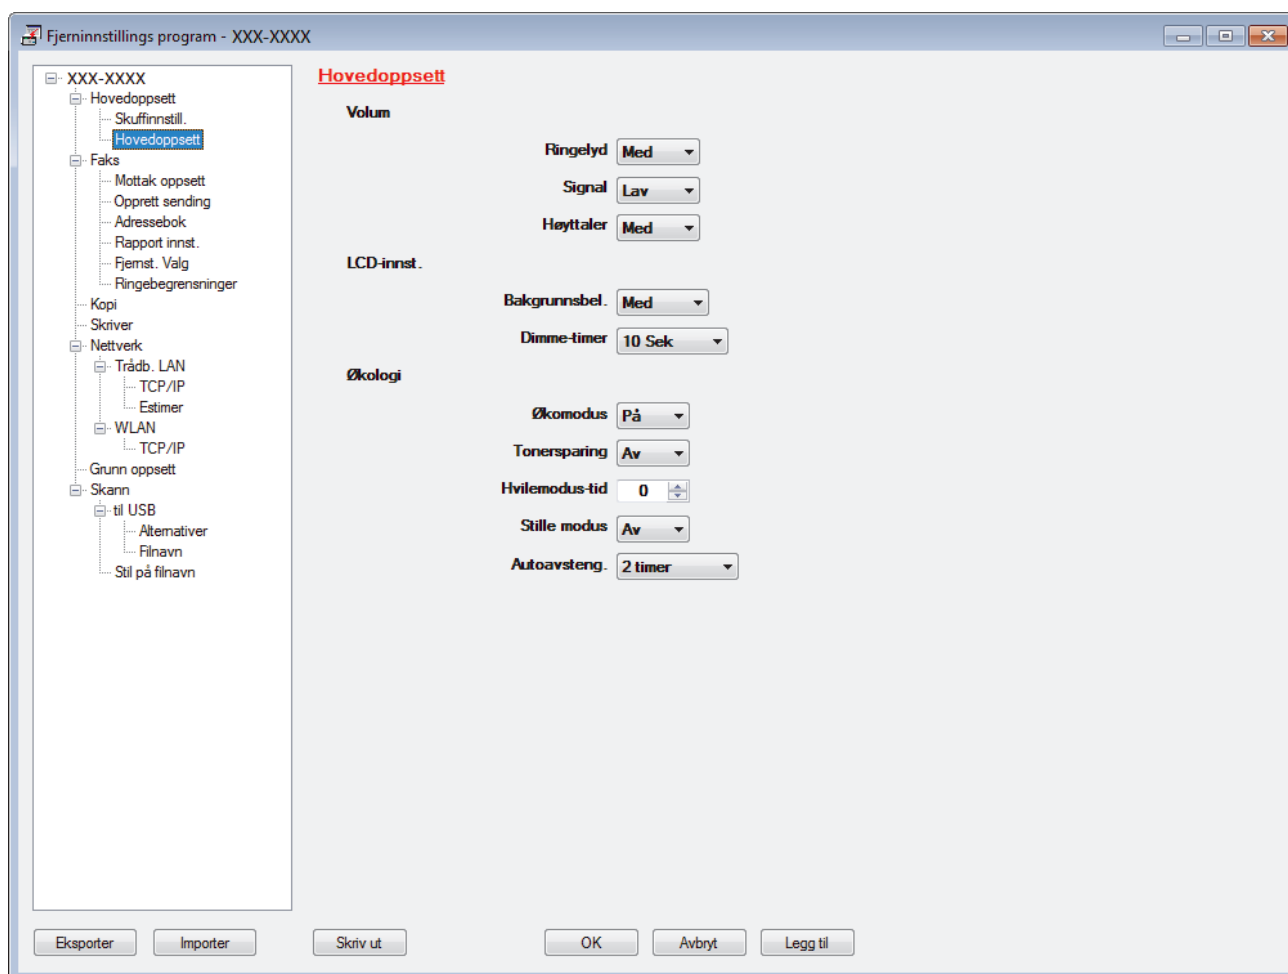 Fjerninnstillings program - XXX-XXXX
XXX-XXXX
Hovedoppsett
Skuffinnstill.
Hovedoppsett
Faks
Mottak oppsett
Opprett sending
Adressebok
Rapport innst.
Fjernst. Valg
Ringebegrensninger
Kopi
Skriver
Nettverk
Trådb. LAN
TCP/IP
Estimer
WLAN
TCP/IP
Grunn oppsett
Skann
til USB
Alternativer
Filnavn
Stil på filnavn
Hovedoppsett
Volum
Ringelyd Med
Signal Lav
Høyttaler Med
LCD-innst.
Bakgrunnsbel. Med
Dimme-timer 10 Sek
Økologi
Økomodus På
Tonersparing Av
Hvilemodus-tid 0
Stille modus Av
Autoavsteng. 2 timer
Eksporter Importer Skriv ut OK Avbryt Legg til